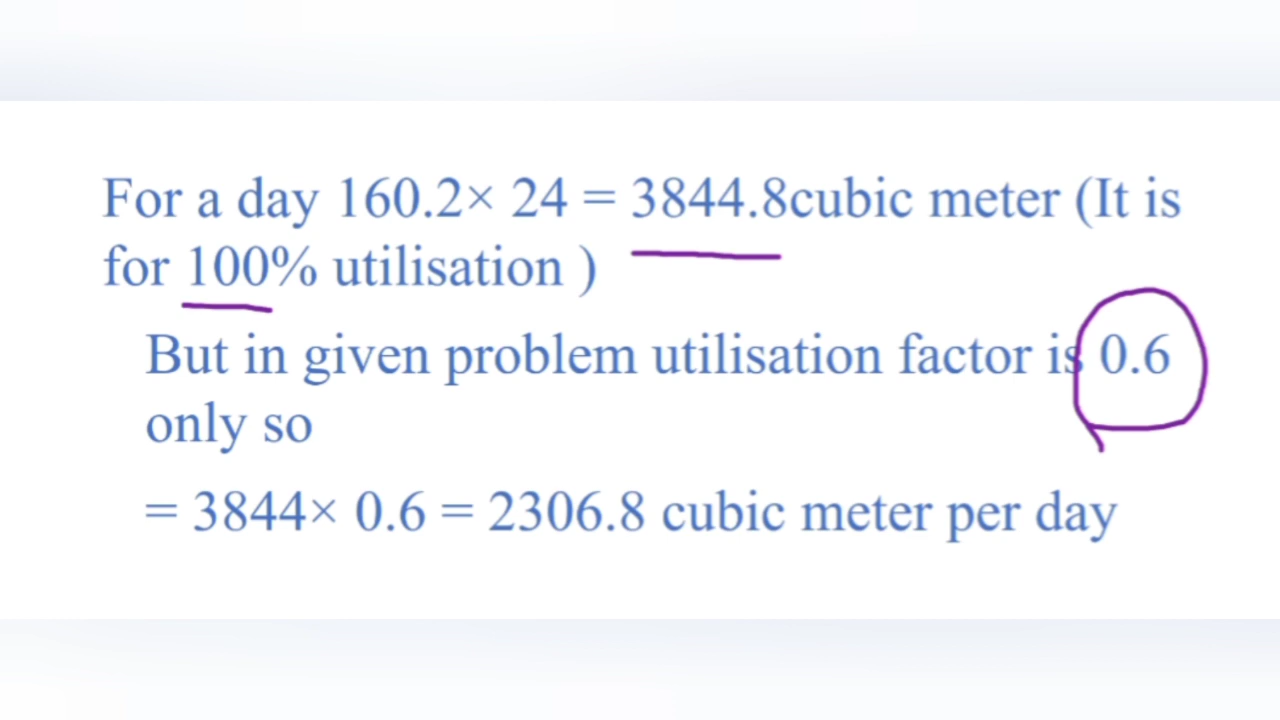 For a day 160.2× 24 = 3844.8cubic meter (It is
for 100% utilisation )
But in given problem utilisation factor is 0.6
only so
= 3844× 0.6 = 2306.8 cubic meter per day